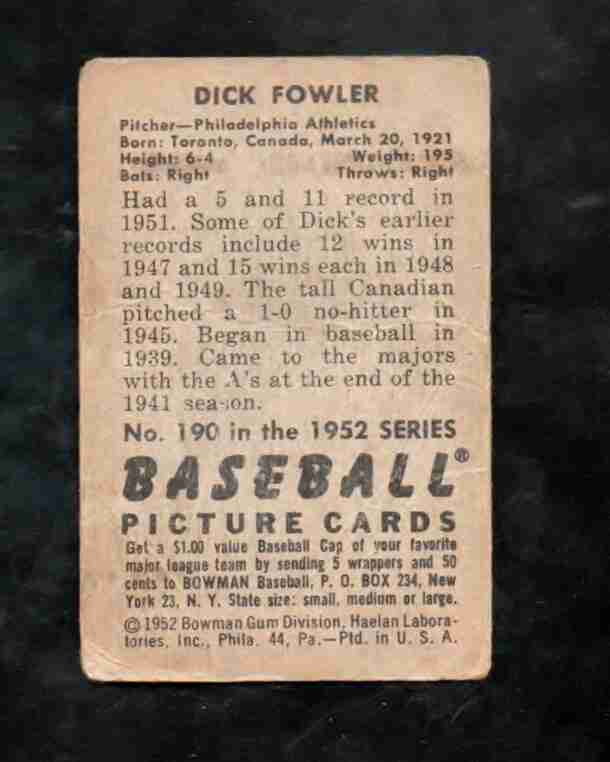 DICK FOWLER
Pitcher—Philadelphia Athletics
Born: Toronto, Canada, March 20, 1921
Height: 6-4 Weight: 195
Bats: Right Throws: Right
Had a 5 and 11 record in
1951. Some of Dick's earlier
records include 12 wins in
1947 and 15 wins each in 1948
and 1949. The tall Canadian
pitched a 1-0 no-hitter in
1945. Began in baseball in
1939. Came to the majors
with the A's at the end of the
1941 season.
No. 190 in the 1952 SERIES
BASEBALL®
PICTURE CARDS
Get a $1.00 value Baseball Cap of your favorite
major league team by sending 5 wrappers and 50
cents to BOWMAN Baseball, P. O. BOX 234, New
York 23, N. Y. State size: small, medium or large.
© 1952 Bowman Gum Division, Haelan Labora-
tories, Inc., Phila. 44, Pa.—Ptd. in U. S. A.